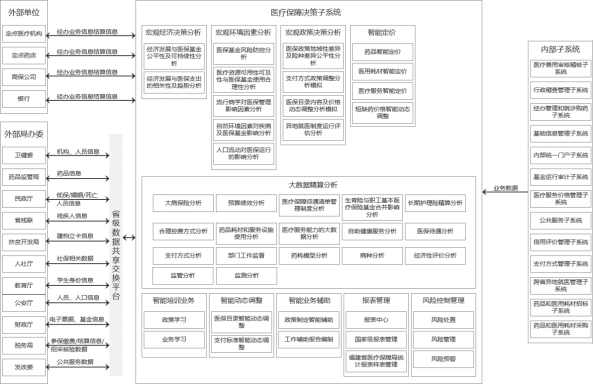 外部单位
定点医疗机构
经办业务信息结算信息
定点药店
经办业务信息结算信息
商保公司
经办业务信息结算信息
银行
经办业务信息结算信息
外部局办委
卫健委
机构、人员信息
药品监管局
药品信息
民政厅
低保/婚姻/死亡
人员信息
省残联
残疾人信息
扶贫开发局
建档立卡信息
人社厅
社保相关数据
教育厅
学生身份信息
公安厅
人员、人口信息
财政厅
电子票据、基金信息
税务局
参保缴费/结算信息/
招采核验数据
发改委
公共服务数据
省级数据共享交换平台
医疗保障决策子系统
宏观经济决策分析
经济发展与医保基金
公平性及可持续性分析
经济发展与医保支出
的相关性及趋势分析
宏观环境因素分析
医保基金风险防控分析
医疗资源可用性可及
性与医保基金使用合
理性分析
流行病学对医保管理
影响因素分析
自然环境因素对疾病
及医保基金影响分析
人口流动对医保运行
的影响分析
宏观政策决策分析
医保政策地域性差异
及险种差异公平性分析
支付方式政策调整分
析模拟
医保目录内容及价格
动态调整分析模拟
异地就医制度运行评
估分析
智能定价
药品智能定价
医用耗材智能定价
医疗服务智能定价
短缺药价格智能动态
调整
大数据精算分析
大病保险分析
预算绩效分析
医疗保障待遇清单管
理制度分析
生育险与职工基本医
疗保险基金合并影响
分析
长期护理险精算分析
合理控费方式分析
药品耗材和服务设施
使用分析
医疗服务能力的大数
据分析
自助健康服务分析
医保待遇分析
支付方式分析
部门工作监督
药耗模型分析
病种分析
经济性评价分析
监管分析
监测分析
智能培训业务
政策学习
业务学习
智能动态调整
医保目录智能动态调整
支付标准智能动态调整
智能业务辅助
政策制定智能辅助
工作辅助报告编制
报表管理
报表中心
国家级报表管理
福建省医疗保障局统
计报表样表管理
风险控制管理
风险处置
风险管理
风险预警
业务数据
内部子系统
医疗费用审核稽核子
系统
行政稽查管理子系统
经办管理和就诊购药子
系统
基础信息管理子系统
内部统一门户子系统
基金运行审计子系统
医疗服务价格管理子
系统
公共服务子系统
信用评价管理子系统
支付方式管理子系统
跨省异地就医管理子
系统
药品和医用耗材招标子
系统
药品和医用耗材采购子
系统